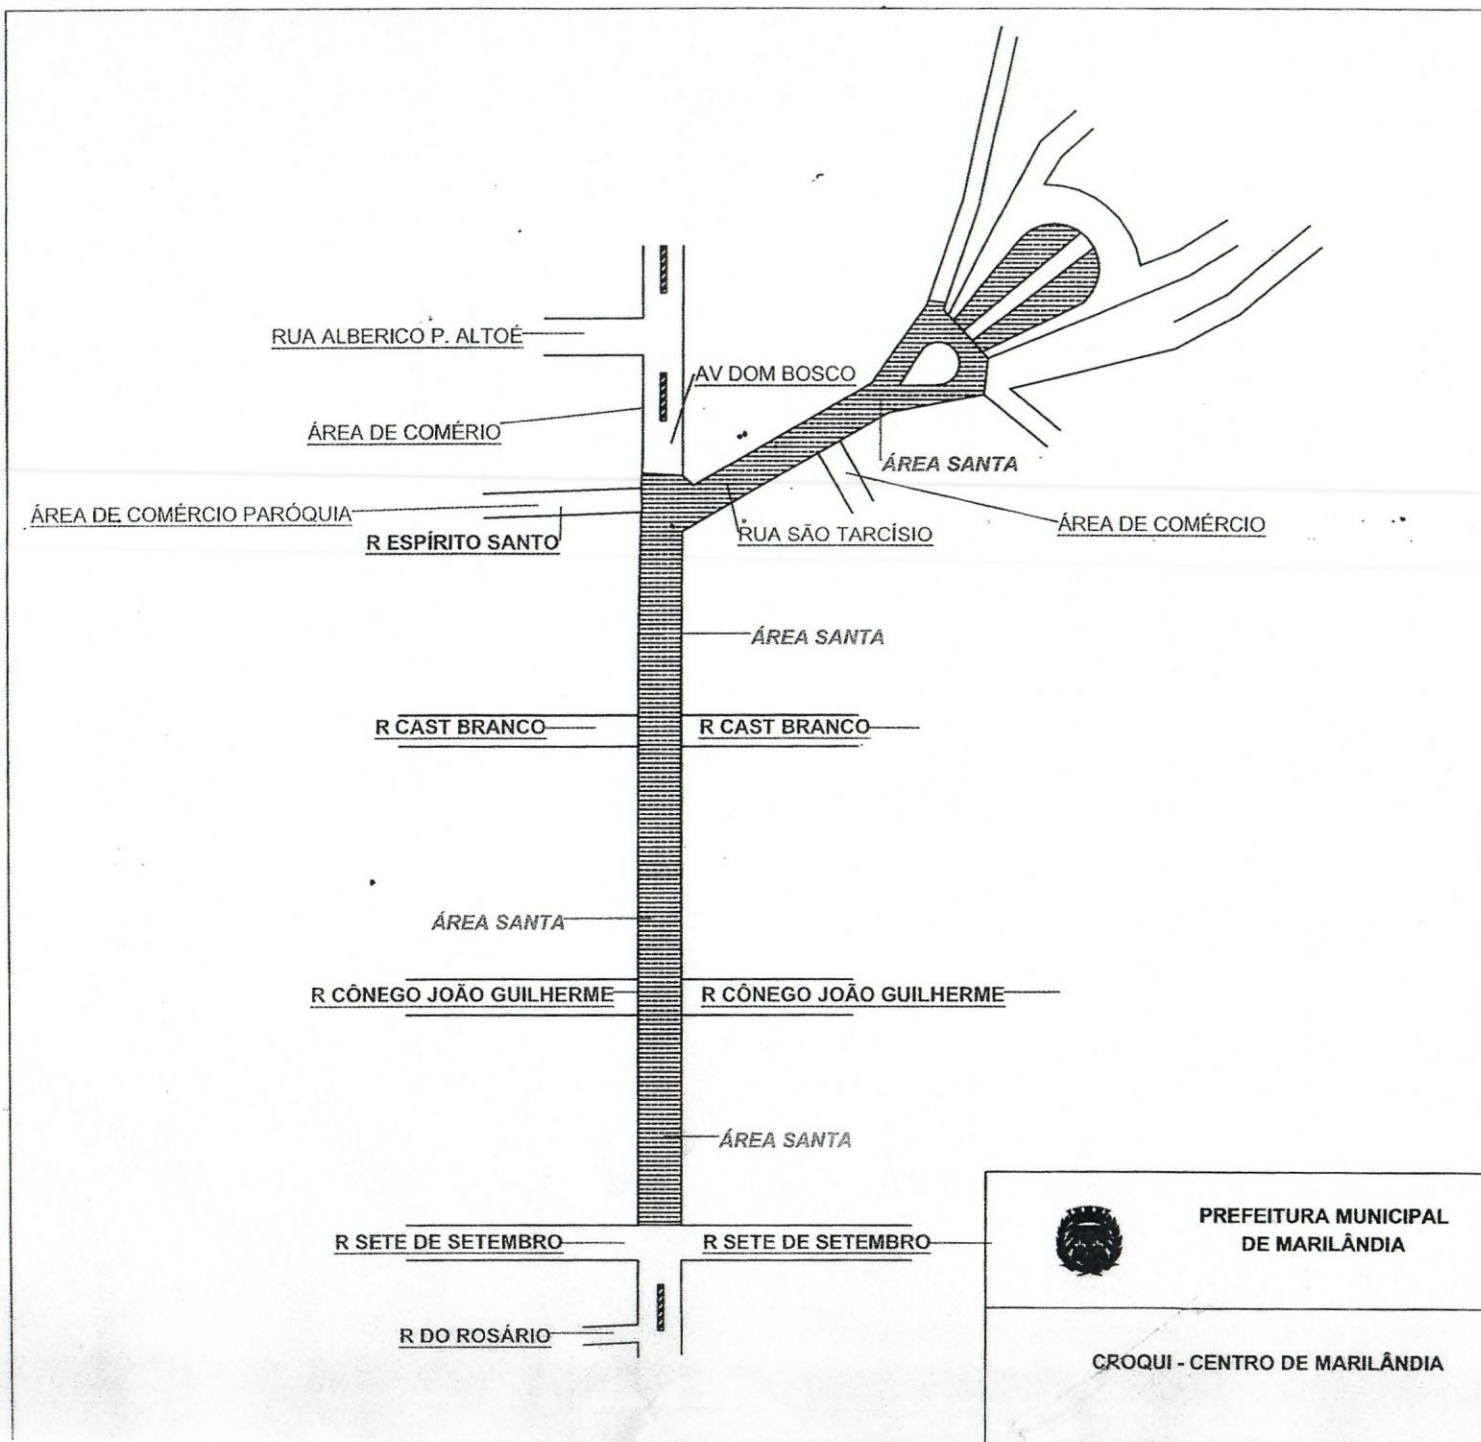 RUA ALBERICO P. ALTOÉ
AV DOM BOSCO
ÁREA DE COMÉRIO
ÁREA SANTA
ÁREA DE COMÉRCIO PARÓQUIA
R ESPÍRITO SANTO
RUA SÃO TARCÍSIO
ÁREA DE COMÉRCIO
ÁREA SANTA
R CAST BRANCO
R CAST BRANCO
ÁREA SANTA
R CÔNEGO JOÃO GUILHERME
R CÔNEGO JOÃO GUILHERME
ÁREA SANTA
R SETE DE SETEMBRO
R SETE DE SETEMBRO
R DO ROSÁRIO
PREFEITURA MUNICIPAL
DE MARILÂNDIA
CROQUI - CENTRO DE MARILÂNDIA